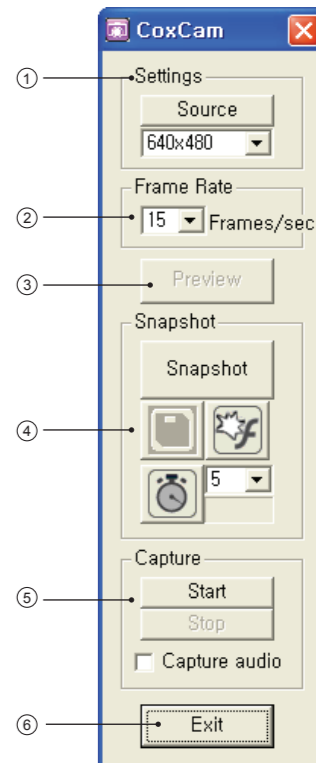 CoxCam
① Settings
Source
640x480
Frame Rate
② 15 Frames/sec
③ Preview
Snapshot
Snapshot
④
5
Capture
⑤ Start
Stop
Capture audio
⑥ Exit